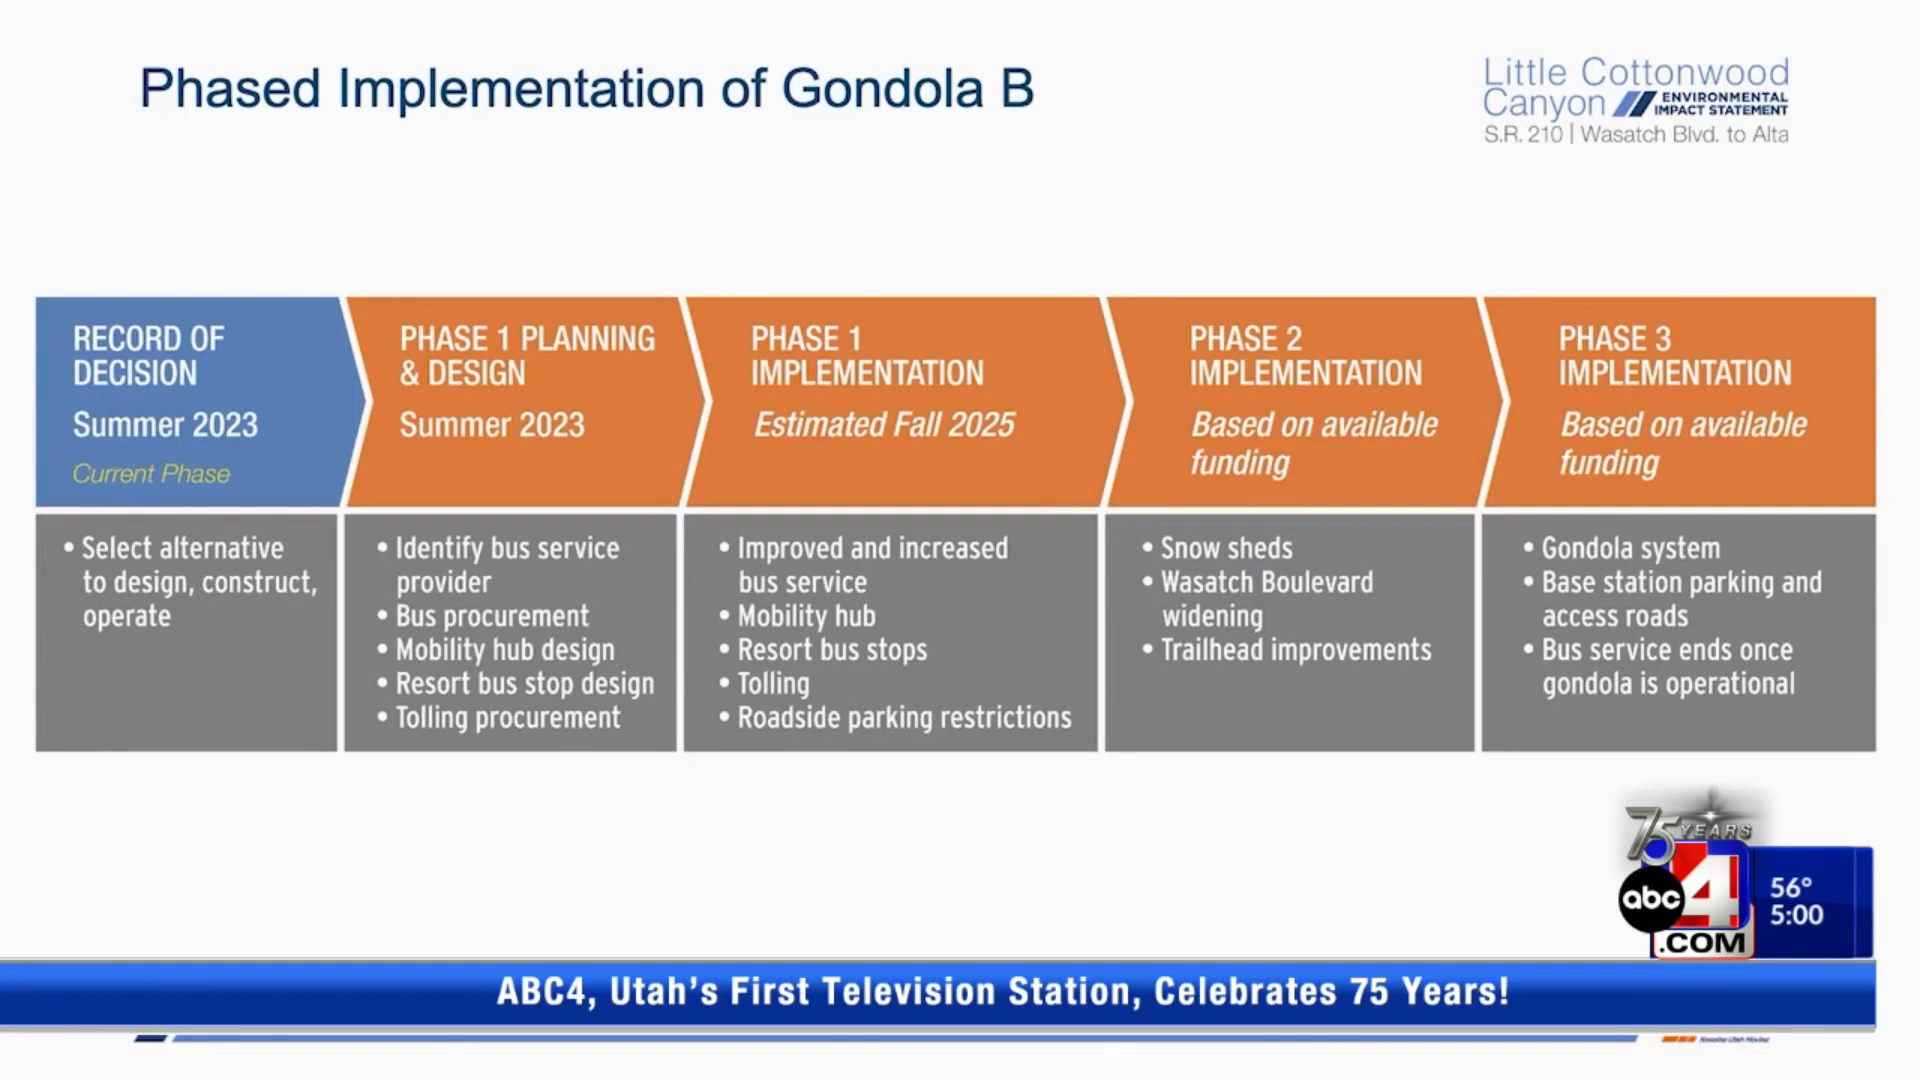 Phased Implementation of Gondola B
Little Cottonwood
Canyon ENVIRONMENTAL
IMPACT STATEMENT
S.R. 210 | Wasatch Blvd. to Alta
RECORD OF
DECISION
Summer 2023
Current Phase
• Select alternative
to design, construct,
operate
PHASE 1 PLANNING
& DESIGN
Summer 2023
• Identify bus service
provider
• Bus procurement
• Mobility hub design
• Resort bus stop design
• Tolling procurement
PHASE 1
IMPLEMENTATION
Estimated Fall 2025
• Improved and increased
bus service
• Mobility hub
• Resort bus stops
• Tolling
• Roadside parking restrictions
PHASE 2
IMPLEMENTATION
Based on available
funding
• Snow sheds
• Wasatch Boulevard
widening
• Trailhead improvements
PHASE 3
IMPLEMENTATION
Based on available
funding
• Gondola system
• Base station parking and
access roads
• Bus service ends once
gondola is operational
75 YEARS
abc 4
.COM
56°
5:00
ABC4, Utah's First Television Station, Celebrates 75 Years!
Keeping Utah Moving